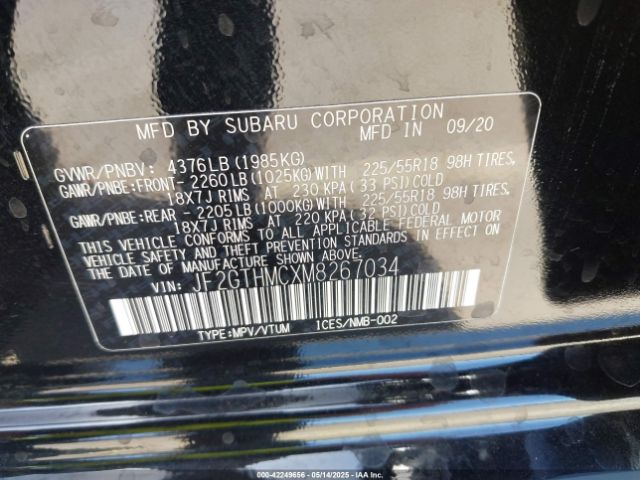 MFD BY SUBARU CORPORATION
MFD IN 09/20
GVWR/PNBV: 4376LB(1985KG)
GAWR/PNBE:FRONT-2260LB(1025KG)WITH 225/55R18 98H TIRES,
18X7J RIMS AT 230 KPA(33 PSI)COLD
GAWR/PNBE:REAR -2205LB(1000KG)WITH 225/55R18 98H TIRES,
18X7J RIMS AT 220 KPA(32 PSI)COLD
THIS VEHICLE CONFORMS TO ALL APPLICABLE FEDERAL MOTOR
VEHICLE SAFETY AND THEFT PREVENTION STANDARDS IN EFFECT
ON THE DATE OF MANUFACTURE SHOWN ABOVE.
VIN: JF2GTHMCXM8267034
TYPE:MPV/VTUM ICES/NMB-002
000-42249656 - 05/14/2025 - IAAI.COM